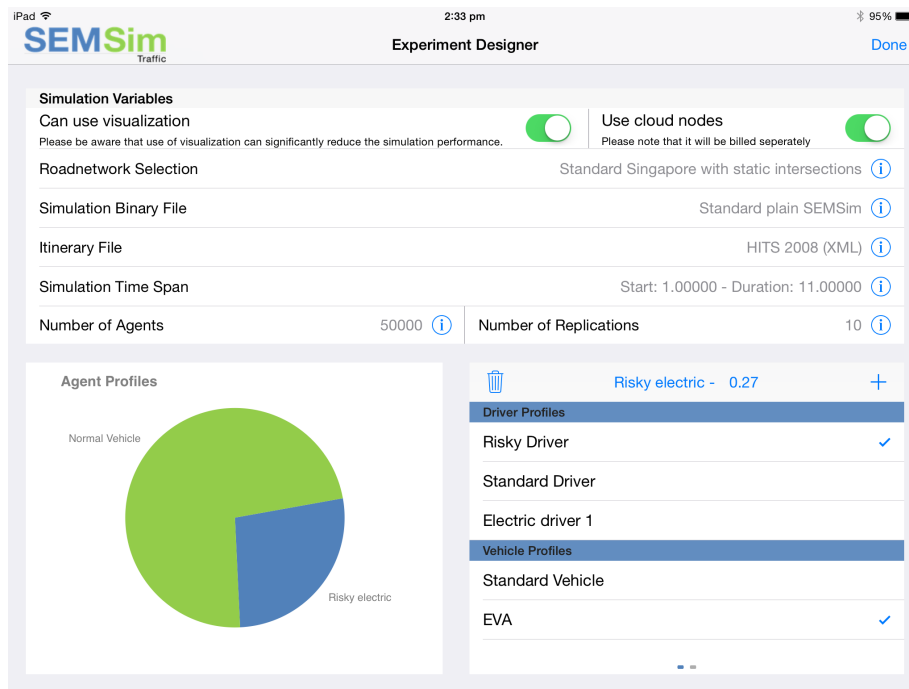 iPad 2:33 pm 95%
SEMSim
Traffic
Experiment Designer
Done
Simulation Variables
Can use visualization
Please be aware that use of visualization can significantly reduce the simulation performance.
Use cloud nodes
Please note that it will be billed seperately
Roadnetwork Selection Standard Singapore with static intersections
Simulation Binary File Standard plain SEMSim
Itinerary File HITS 2008 (XML)
Simulation Time Span Start: 1.00000 - Duration: 11.00000
Number of Agents 50000
Number of Replications 10
Agent Profiles
Normal Vehicle
Risky electric
Risky electric - 0.27 +
Driver Profiles
Risky Driver
Standard Driver
Electric driver 1
Vehicle Profiles
Standard Vehicle
EVA